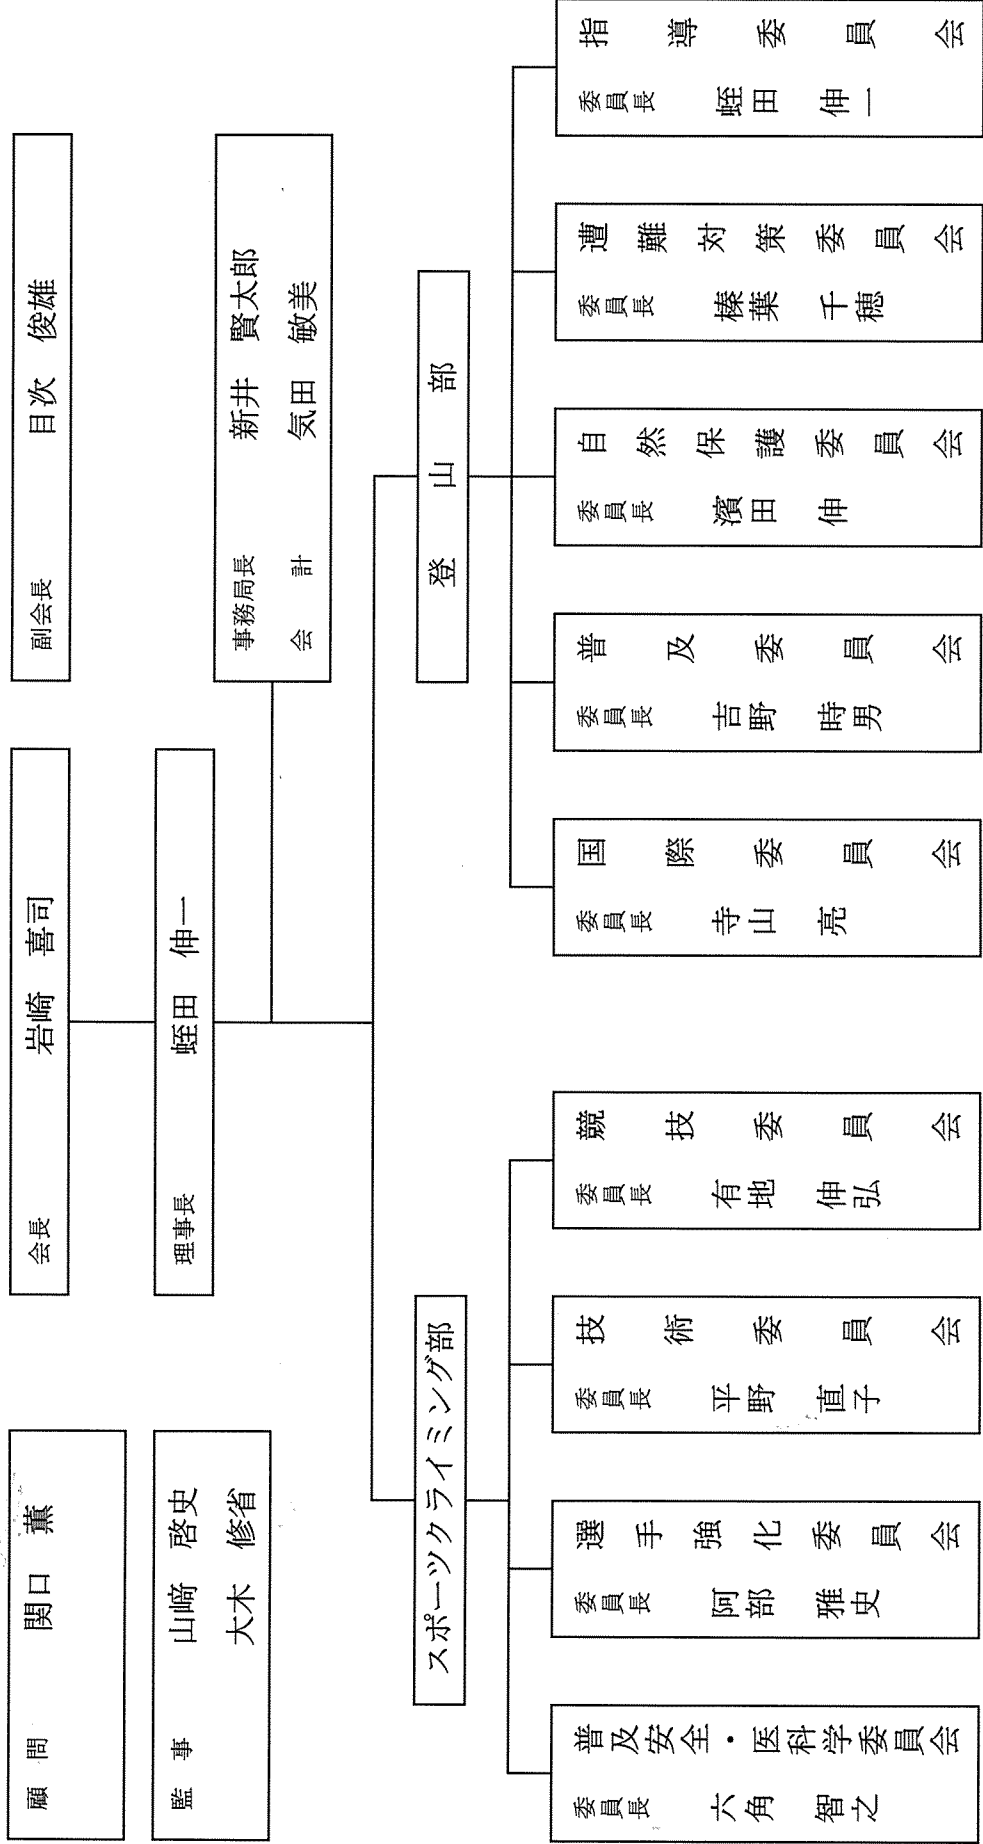 顧問 関口 薫
監事 山﨑 啓史
大木 修省
会長 岩崎 喜司
副会長 目次 俊雄
理事長 蛭田 伸一
事務局長 新井 賢太郎
会計 気田 敏美
スポーツクライミング部
登山部
普及安全・医科学委員会
委員長 六角 智之
選手強化委員会
委員長 阿部 雅史
技術委員会
委員長 平野 直子
競技委員会
委員長 有地 伸弘
国際委員会
委員長 寺山 亮
普及委員会
委員長 吉野 時男
自然保護委員会
委員長 濱田 伸
遭難対策委員会
委員長 榛葉 千穂
指導委員会
委員長 蛭田 伸一